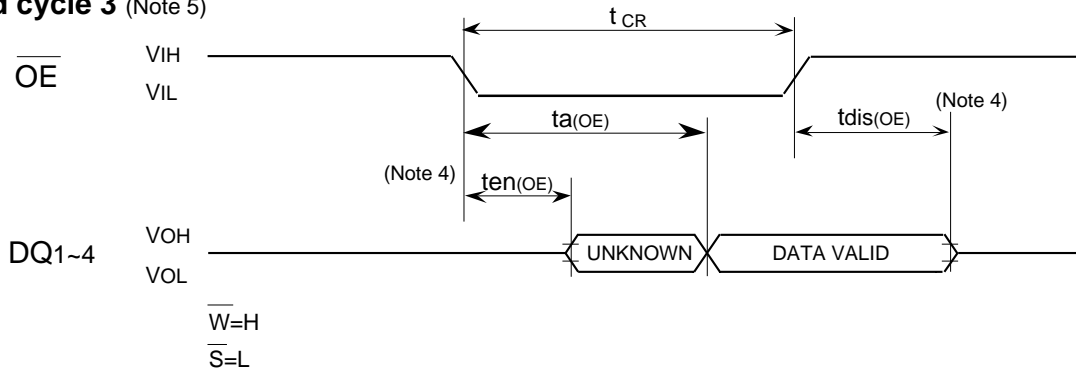 d cycle 3 (Note 5)
t CR
OE
VIH
VIL
(Note 4)
ta(OE)
tdis(OE)
(Note 4)
ten(OE)
DQ1~4
VOH
VOL
UNKNOWN
DATA VALID
W=H
S=L